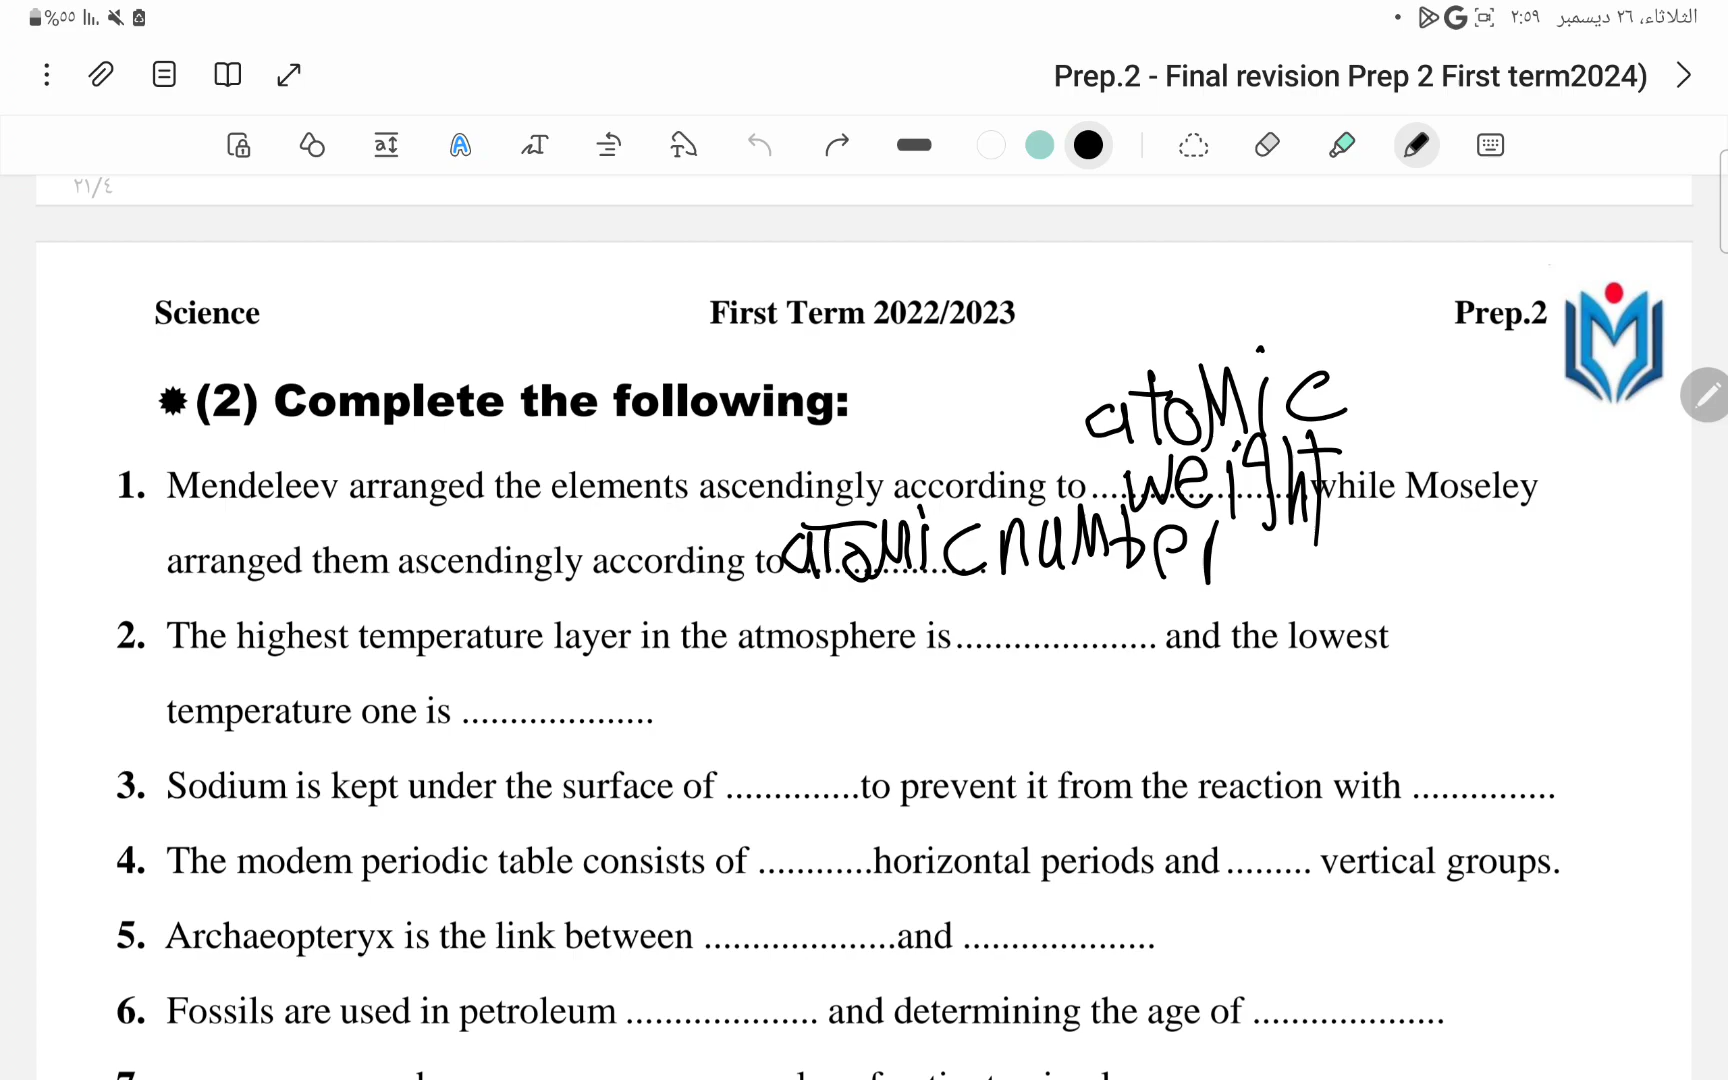 %٥٥
الثلاثاء، ٢٦ ديسمبر ٢:٥٩
Prep.2 - Final revision Prep 2 First term2024)
٢١/٤
Science First Term 2022/2023 Prep.2
(2) Complete the following:
atomic
weight
1. Mendeleev arranged the elements ascendingly according to...................... while Moseley
arranged them ascendingly according to.................... atomic number
2. The highest temperature layer in the atmosphere is..................... and the lowest
temperature one is ....................
3. Sodium is kept under the surface of ..............to prevent it from the reaction with ...............
4. The modem periodic table consists of ............horizontal periods and ......... vertical groups.
5. Archaeopteryx is the link between ....................and ....................
6. Fossils are used in petroleum .................... and determining the age of ....................